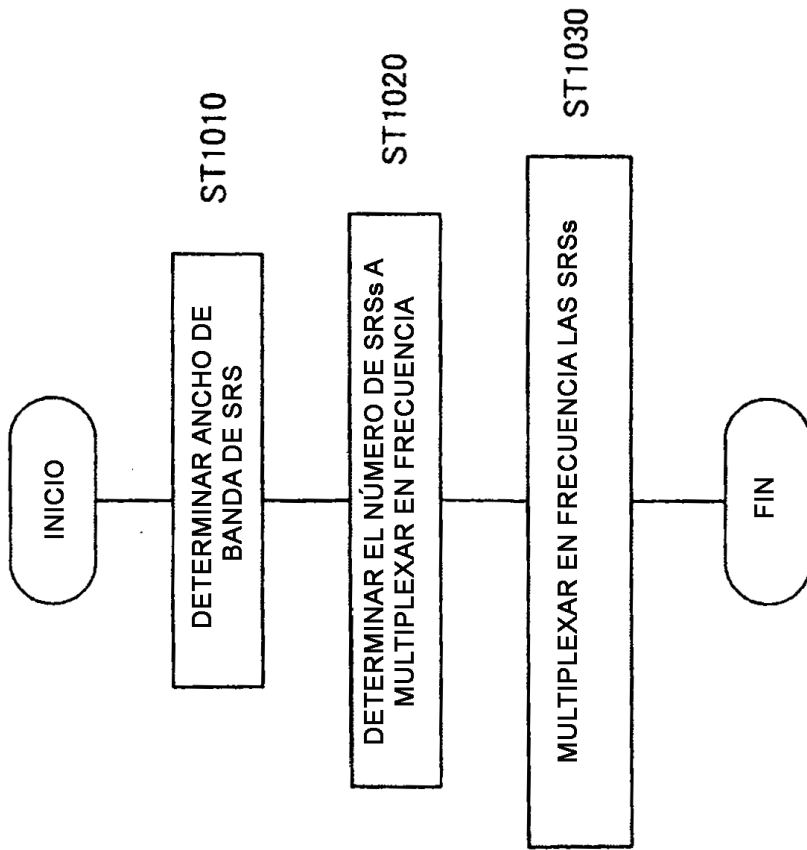 INICIO
DETERMINAR ANCHO DE
BANDA DE SRS
ST1010
DETERMINAR EL NÚMERO DE SRSs A
MULTIPLEXAR EN FRECUENCIA
ST1020
MULTIPLEXAR EN FRECUENCIA LAS SRSs
ST1030
FIN